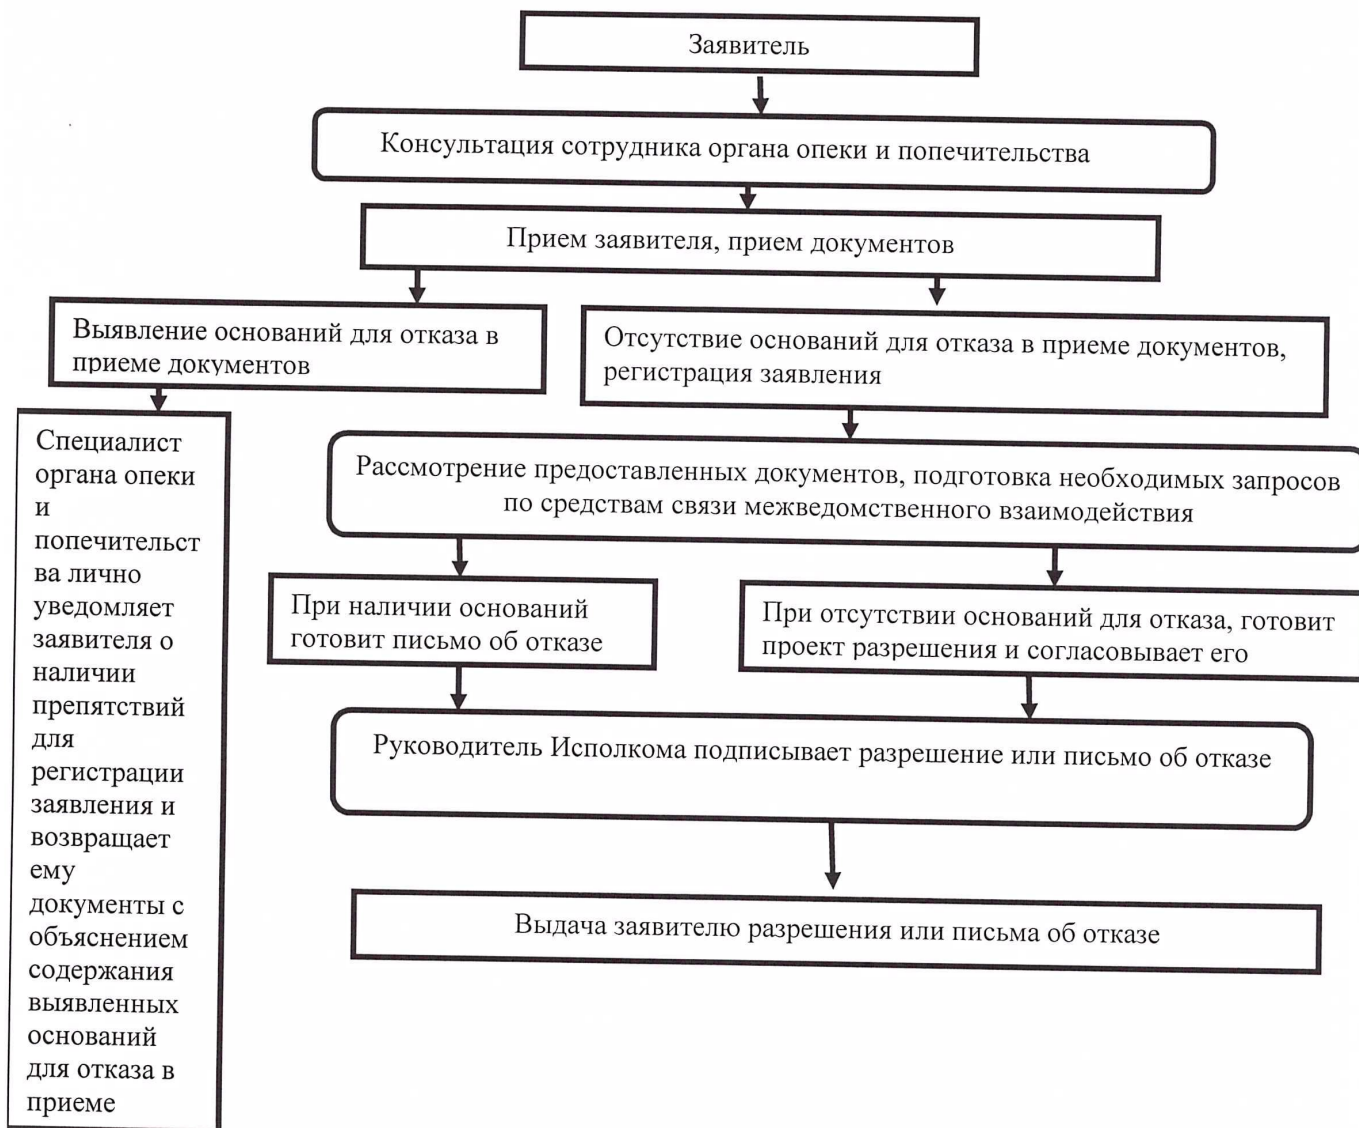 Заявитель
Консультация сотрудника органа опеки и попечительства
Прием заявителя, прием документов
Выявление оснований для отказа в
приеме документов
Отсутствие оснований для отказа в приеме документов,
регистрация заявления
Специалист
органа опеки
и
попечительст
ва лично
уведомляет
заявителя о
наличии
препятствий
для
регистрации
заявления и
возвращает
ему
документы с
объяснением
содержания
выявленных
оснований
для отказа в
приеме
Рассмотрение предоставленных документов, подготовка необходимых запросов
по средствам связи межведомственного взаимодействия
При наличии оснований
готовит письмо об отказе
При отсутствии оснований для отказа, готовит
проект разрешения и согласовывает его
Руководитель Исполкома подписывает разрешение или письмо об отказе
Выдача заявителю разрешения или письма об отказе